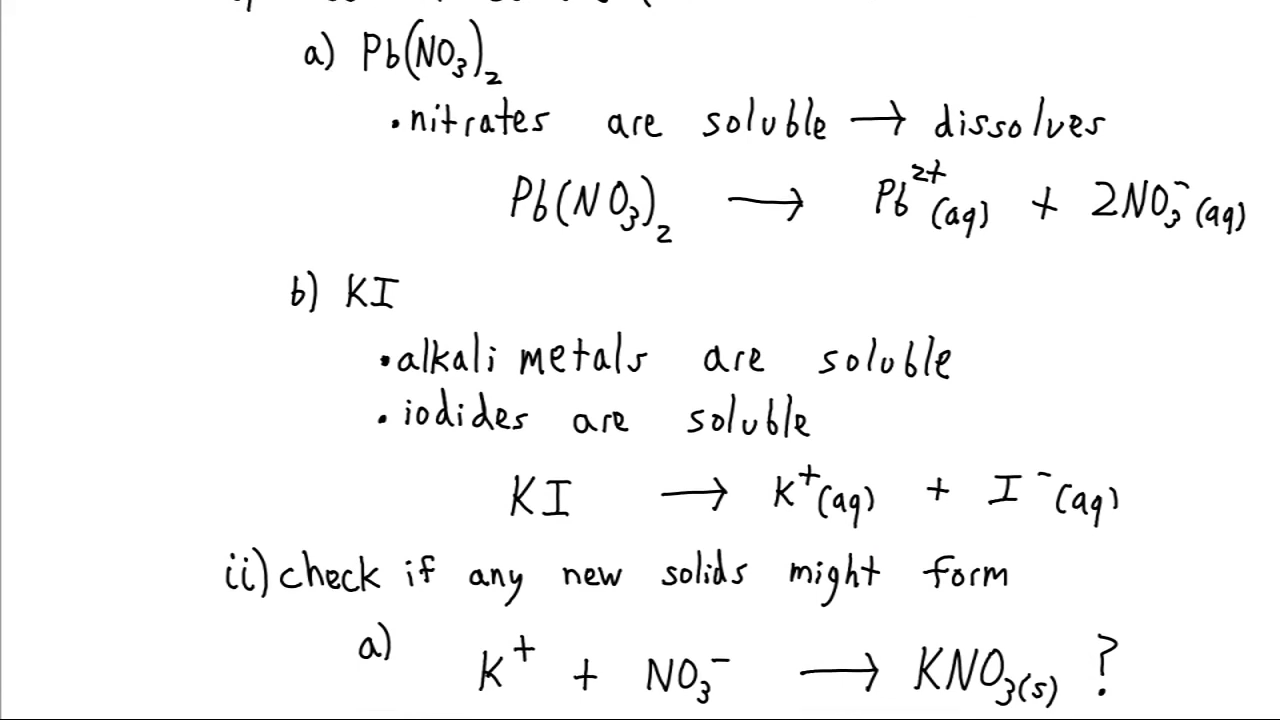 a) Pb(NO₃)₂
• nitrates are soluble → dissolves
Pb(NO₃)₂ → Pb²⁺(aq) + 2NO₃⁻(aq)
b) KI
• alkali metals are soluble
• iodides are soluble
KI → K⁺(aq) + I⁻(aq)
ii) check if any new solids might form
a) K⁺ + NO₃⁻ → KNO₃(s) ?